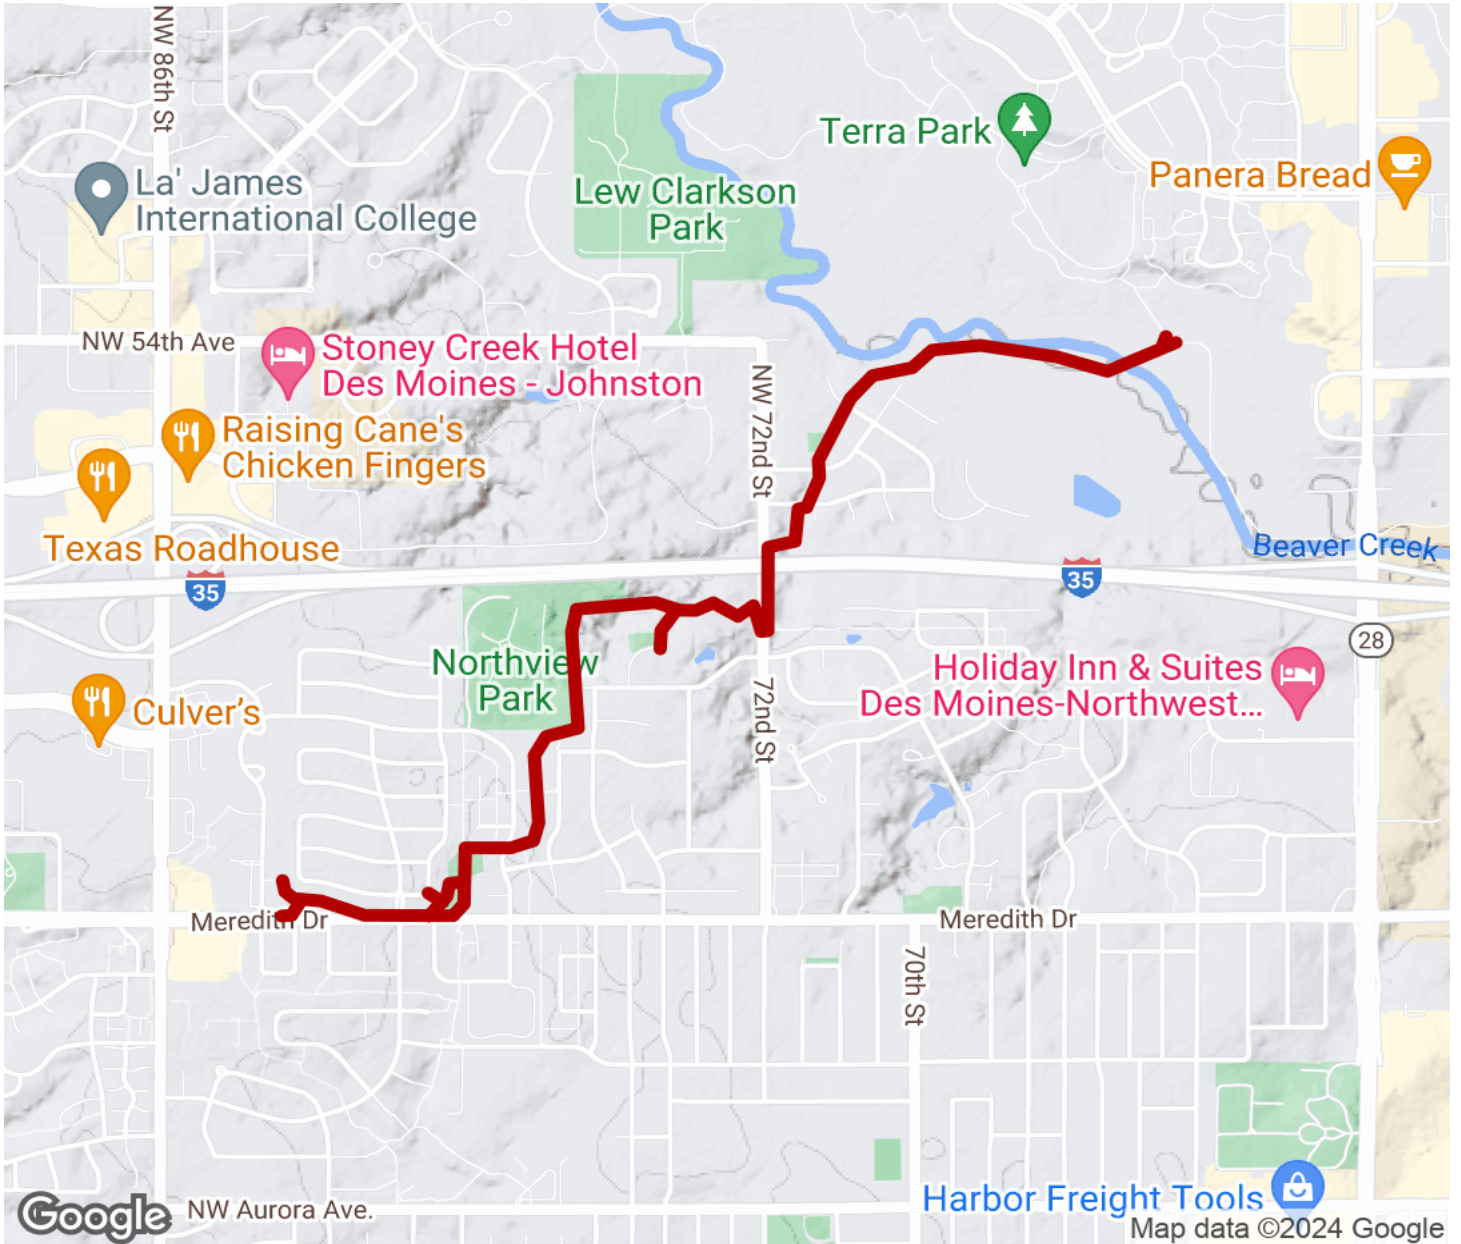 NW 86th St
Terra Park
Panera Bread
La' James
International College
Lew Clarkson
Park
NW 54th Ave
Stoney Creek Hotel
Des Moines - Johnston
NW 72nd St
Raising Cane's
Chicken Fingers
Texas Roadhouse
Beaver Creek
35
35
28
Northview
Park
Holiday Inn & Suites
Des Moines-Northwest...
Culver's
72nd St
Meredith Dr
Meredith Dr
70th St
Harbor Freight Tools
Google
NW Aurora Ave.
Map data ©2024 Google